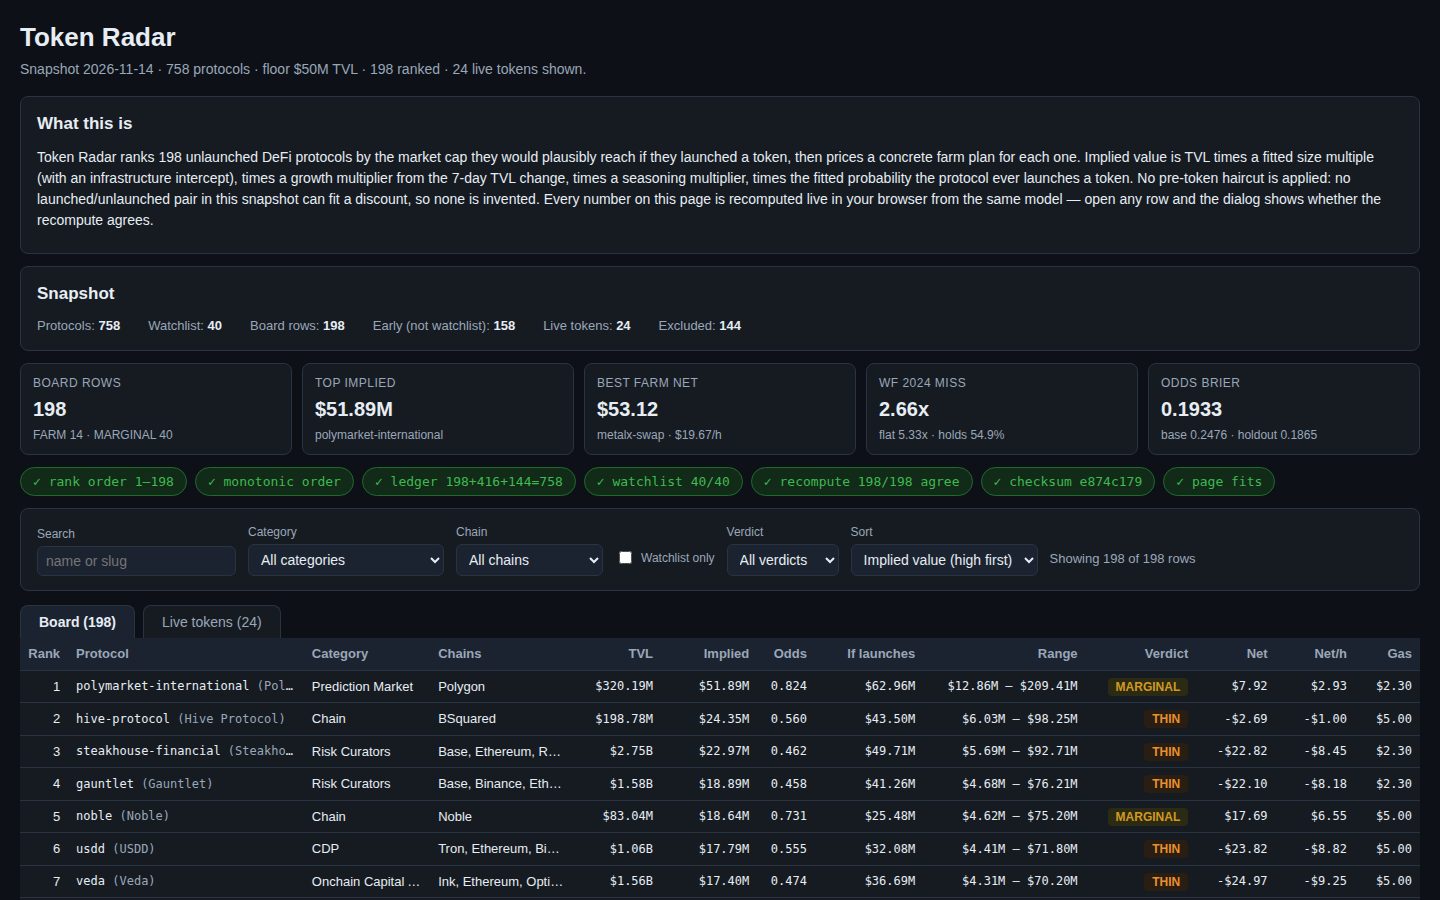 Token Radar
Snapshot 2026-11-14 · 758 protocols · floor $50M TVL · 198 ranked · 24 live tokens shown.
What this is
Token Radar ranks 198 unlaunched DeFi protocols by the market cap they would plausibly reach if they launched a token, then prices a concrete farm plan for each one. Implied value is TVL times a fitted size multiple
(with an infrastructure intercept), times a growth multiplier from the 7-day TVL change, times a seasoning multiplier, times the fitted probability the protocol ever launches a token. No pre-token haircut is applied: no
launched/unlaunched pair in this snapshot can fit a discount, so none is invented. Every number on this page is recomputed live in your browser from the same model — open any row and the dialog shows whether the
recompute agrees.
Snapshot
Protocols: 758 Watchlist: 40 Board rows: 198 Early (not watchlist): 158 Live tokens: 24 Excluded: 144
BOARD ROWS TOP IMPLIED BEST FARM NET WF 2024 MISS ODDS BRIER
198 $51.89M $53.12 2.66x 0.1933
FARM 14 · MARGINAL 40 polymarket-international metalx-swap · $19.67/h flat 5.33x · holds 54.9% base 0.2476 · holdout 0.1865
✓ rank order 1–198 ✓ monotonic order ✓ ledger 198+416+144=758 ✓ watchlist 40/40 ✓ recompute 198/198 agree ✓ checksum e874c179 ✓ page fits
Search Category Chain Verdict Sort
name or slug All categories All chains Watchlist only All verdicts Implied value (high first) Showing 198 of 198 rows
Board (198) Live tokens (24)
Rank Protocol Category Chains TVL Implied Odds If launches Range Verdict Net Net/h Gas
1 polymarket-international (Pol… Prediction Market Polygon $320.19M $51.89M 0.824 $62.96M $12.86M — $209.41M MARGINAL $7.92 $2.93 $2.30
2 hive-protocol (Hive Protocol) Chain BSquared $198.78M $24.35M 0.560 $43.50M $6.03M — $98.25M THIN -$2.69 -$1.00 $5.00
3 steakhouse-financial (Steakho… Risk Curators Base, Ethereum, R… $2.75B $22.97M 0.462 $49.71M $5.69M — $92.71M THIN -$22.82 -$8.45 $2.30
4 gauntlet (Gauntlet) Risk Curators Base, Binance, Eth… $1.58B $18.89M 0.458 $41.26M $4.68M — $76.21M THIN -$22.10 -$8.18 $2.30
5 noble (Noble) Chain Noble $83.04M $18.64M 0.731 $25.48M $4.62M — $75.20M MARGINAL $17.69 $6.55 $5.00
6 usdd (USDD) CDP Tron, Ethereum, Bi… $1.06B $17.79M 0.555 $32.08M $4.41M — $71.80M THIN -$23.82 -$8.82 $5.00
7 veda (Veda) Onchain Capital … Ink, Ethereum, Opti… $1.56B $17.40M 0.474 $36.69M $4.31M — $70.20M THIN -$24.97 -$9.25 $5.00